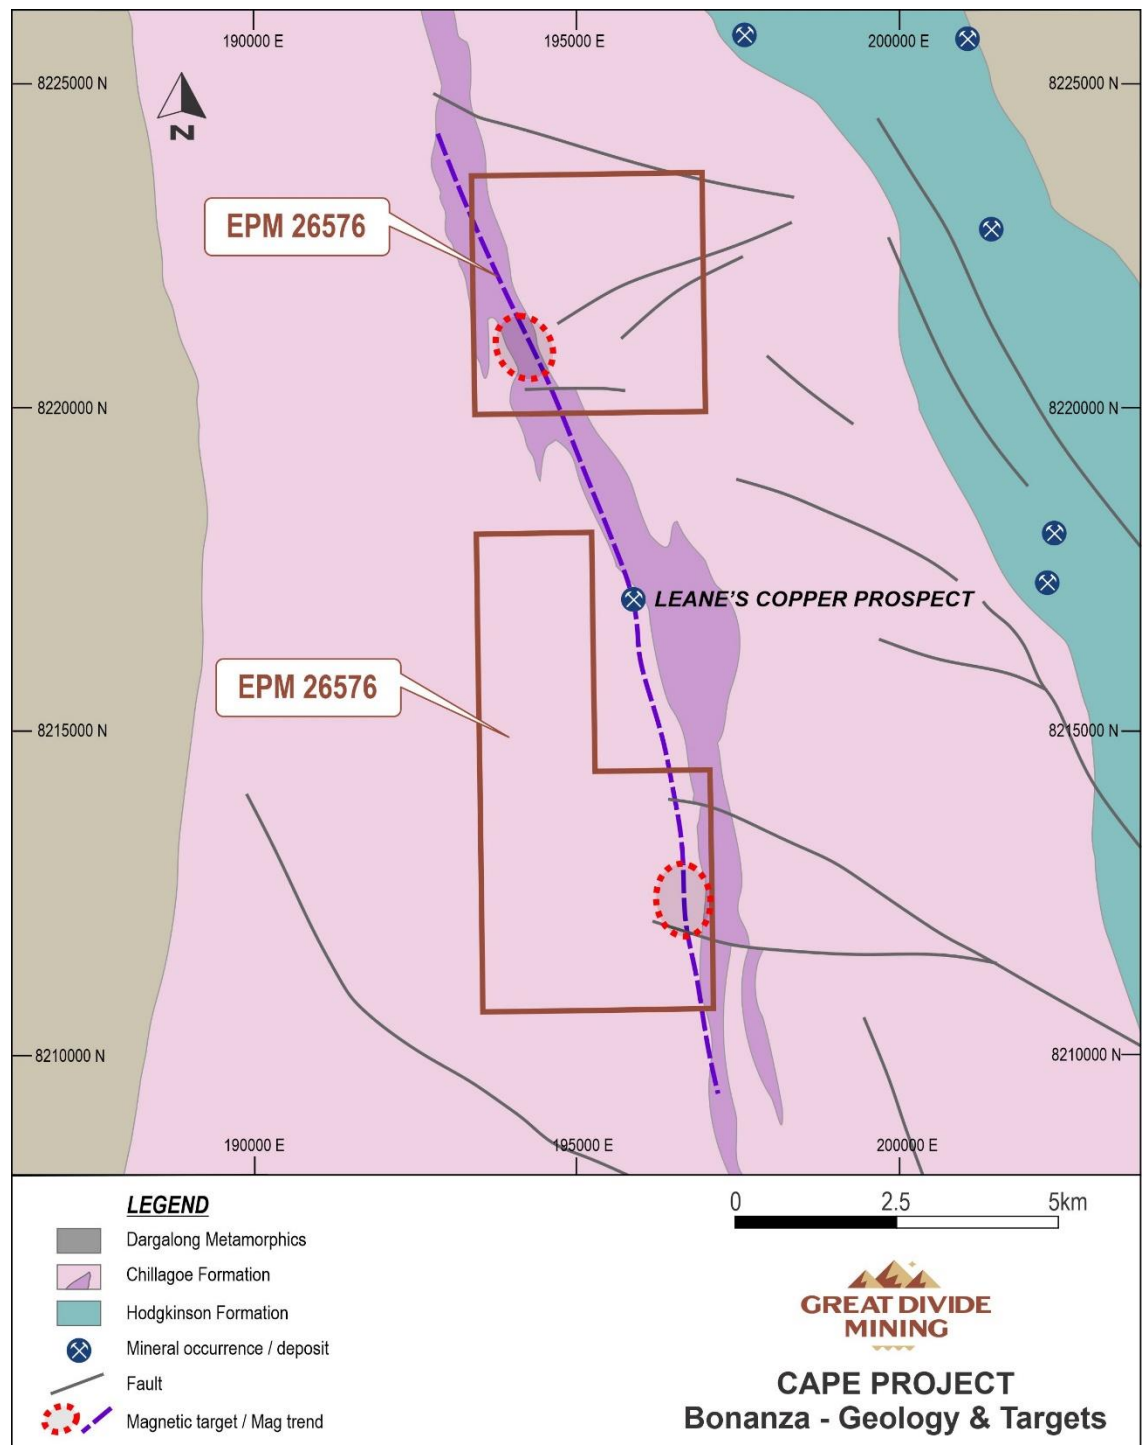 190000 E
195000 E
200000 E
8225000 N
8225000 N
N
EPM 26576
8220000 N
8220000 N
LEANE'S COPPER PROSPECT
EPM 26576
8215000 N
8215000 N
8210000 N
8210000 N
190000 E
195000 E
200000 E
LEGEND
Dargalong Metamorphics
Chillagoe Formation
Hodgkinson Formation
Mineral occurrence / deposit
Fault
Magnetic target / Mag trend
0 2.5 5km
GREAT DIVIDE
MINING
CAPE PROJECT
Bonanza - Geology & Targets